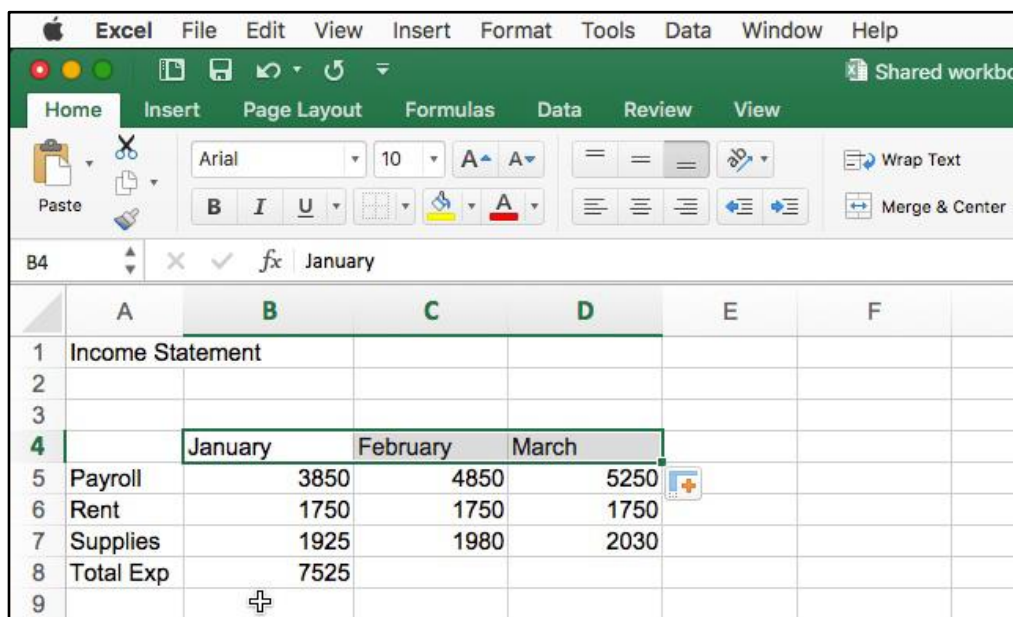 Excel File Edit View Insert Format Tools Data Window Help
Shared workbo
Home Insert Page Layout Formulas Data Review View
Arial 10 A A Wrap Text
Paste B I U A Merge & Center
B4 fx January
A B C D E F
1 Income Statement
2
3
4 January February March
5 Payroll 3850 4850 5250
6 Rent 1750 1750 1750
7 Supplies 1925 1980 2030
8 Total Exp 7525
9